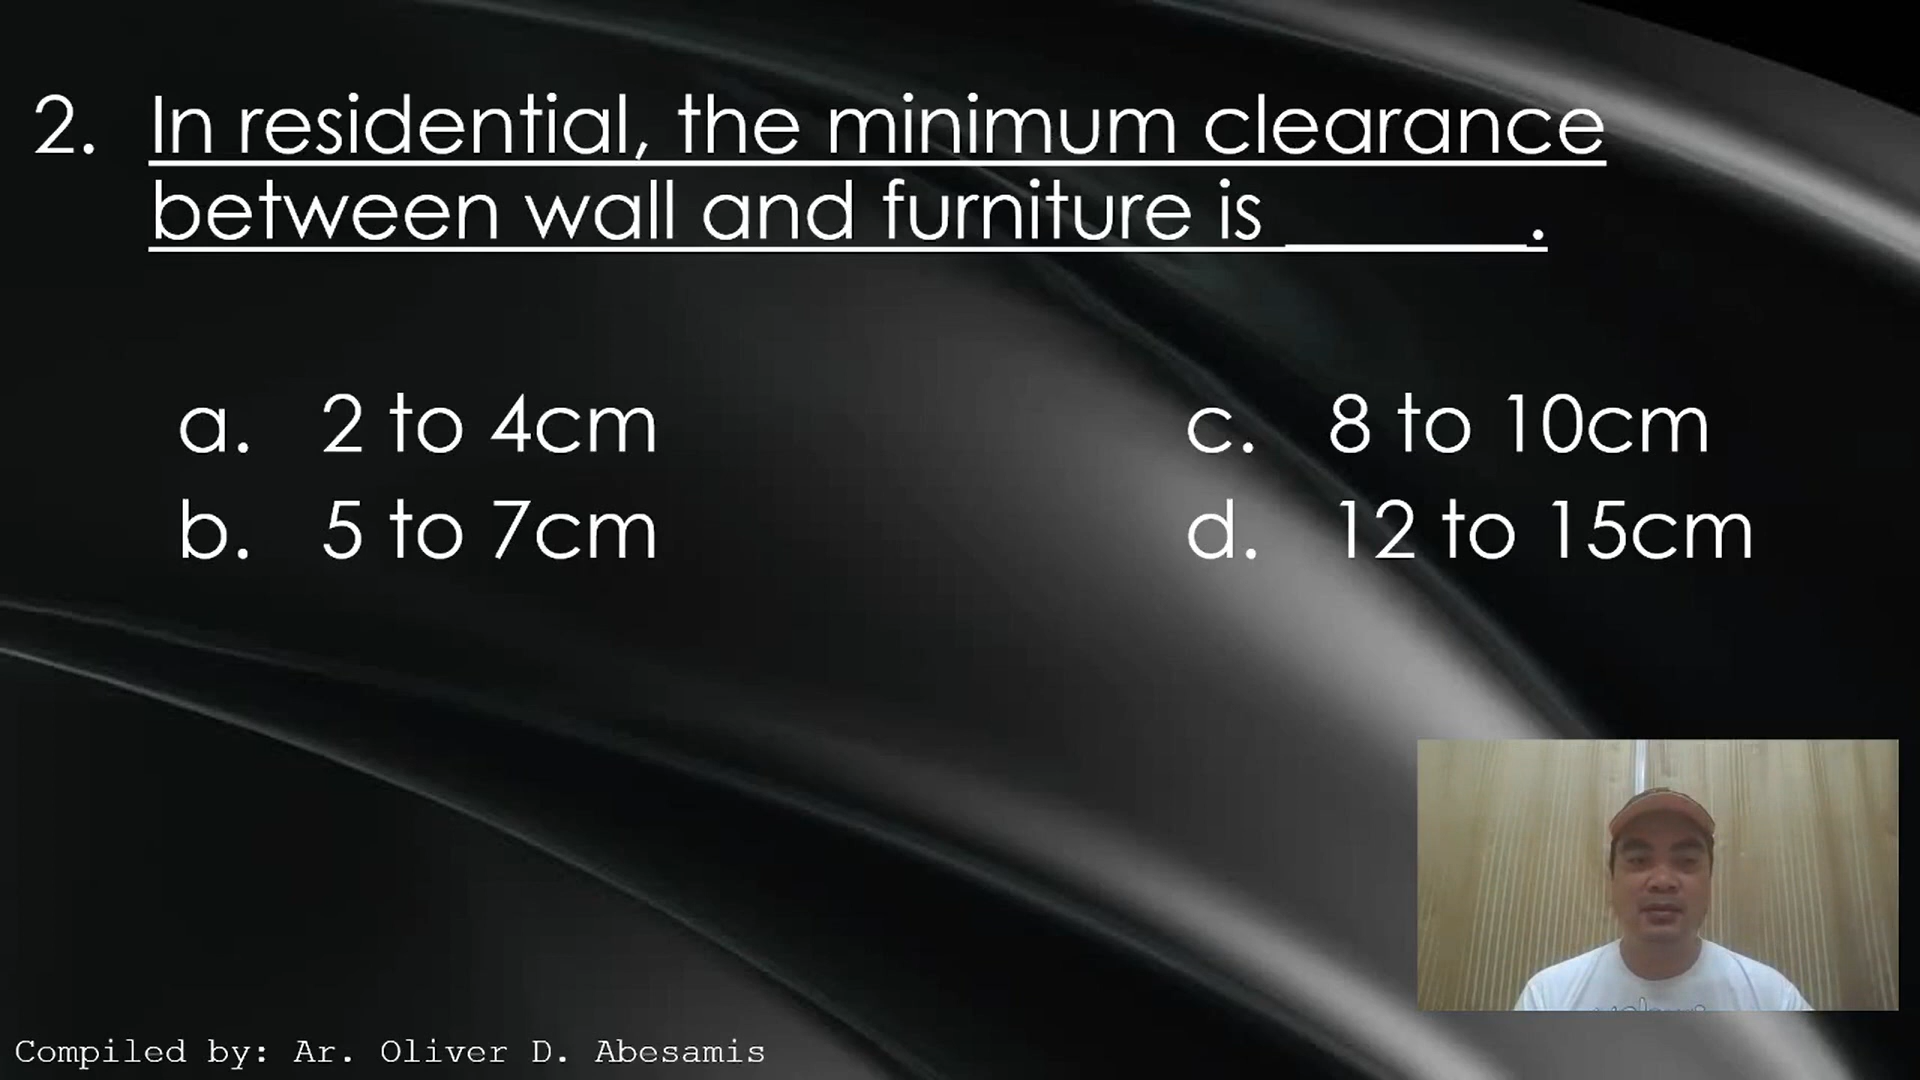 2. In residential, the minimum clearance
between wall and furniture is ______.
a. 2 to 4cm
b. 5 to 7cm
c. 8 to 10cm
d. 12 to 15cm
Compiled by: Ar. Oliver D. Abesamis